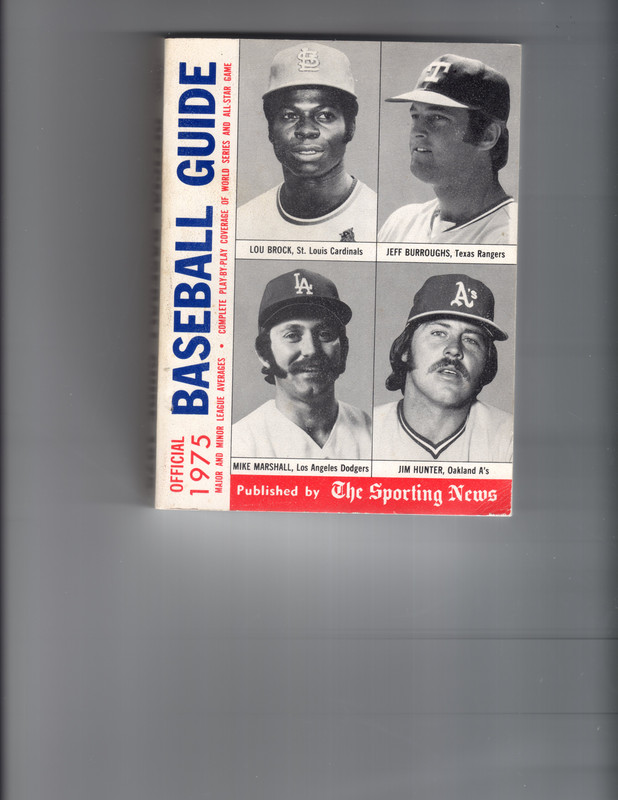 OFFICIAL
1975 BASEBALL GUIDE
MAJOR AND MINOR LEAGUE AVERAGES • COMPLETE PLAY-BY-PLAY COVERAGE OF WORLD SERIES AND ALL-STAR GAME
STL
T
LOU BROCK, St. Louis Cardinals
JEFF BURROUGHS, Texas Rangers
LA
A's
MIKE MARSHALL, Los Angeles Dodgers
JIM HUNTER, Oakland A's
Published by The Sporting News